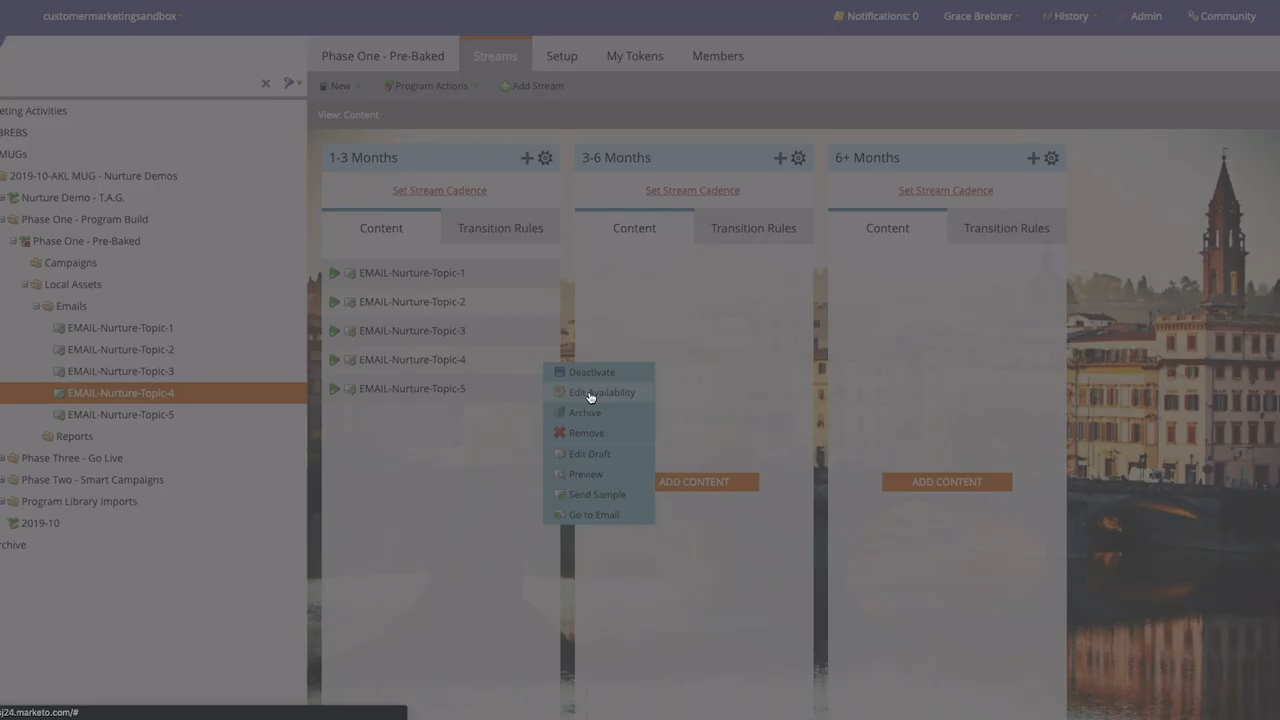 customermarketingsandbox
Notifications: 0
Grace Brebner
History
Admin
Community
Phase One - Pre-Baked
Streams
Setup
My Tokens
Members
New
Program Actions
Add Stream
View: Content
eting Activities
BREBS
MUGs
2019-10-AKL MUG - Nurture Demos
Nurture Demo - T.A.G.
Phase One - Program Build
Phase One - Pre-Baked
Campaigns
Local Assets
Emails
EMAIL-Nurture-Topic-1
EMAIL-Nurture-Topic-2
EMAIL-Nurture-Topic-3
EMAIL-Nurture-Topic-4
EMAIL-Nurture-Topic-5
Reports
Phase Three - Go Live
Phase Two - Smart Campaigns
Program Library Imports
2019-10
rchive
1-3 Months
Set Stream Cadence
Content
Transition Rules
EMAIL-Nurture-Topic-1
EMAIL-Nurture-Topic-2
EMAIL-Nurture-Topic-3
EMAIL-Nurture-Topic-4
EMAIL-Nurture-Topic-5
Deactivate
Edit Availability
Archive
Remove
Edit Draft
Preview
Send Sample
Go to Email
3-6 Months
Set Stream Cadence
Content
Transition Rules
ADD CONTENT
6+ Months
Set Stream Cadence
Content
Transition Rules
ADD CONTENT
sj24.marketo.com/#